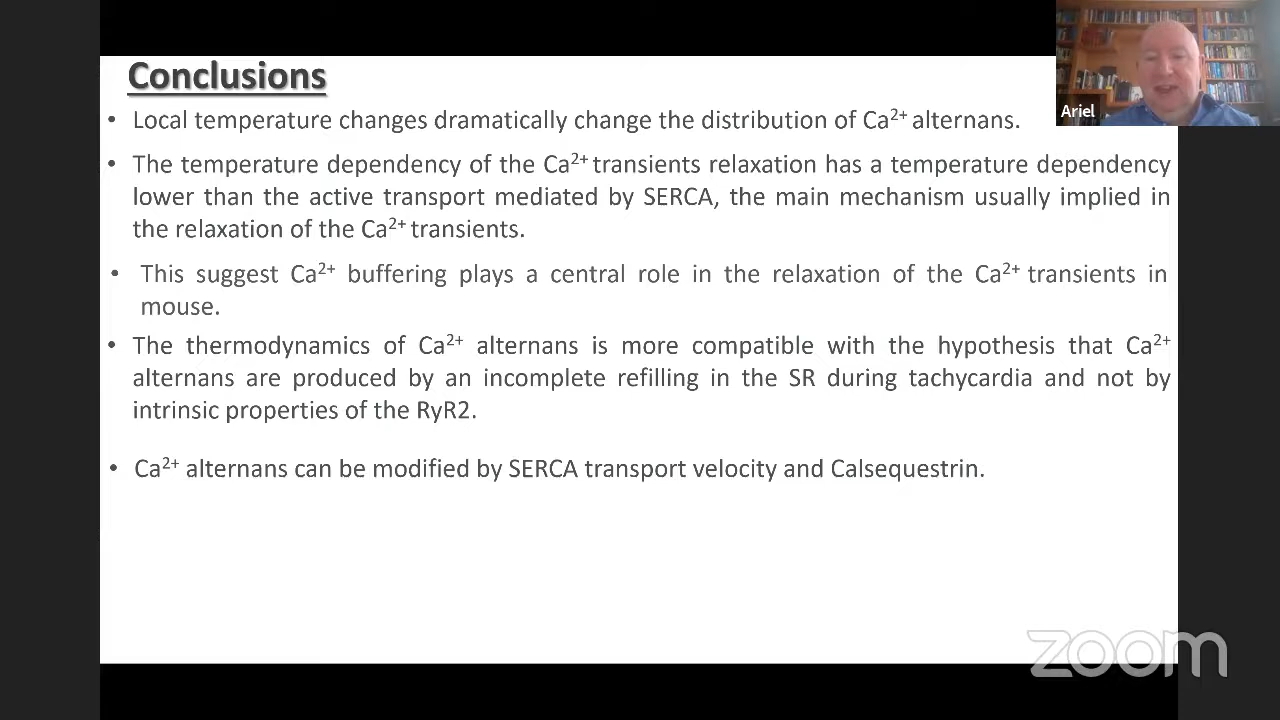 Conclusions
Ariel
• Local temperature changes dramatically change the distribution of Ca²⁺ alternans.
• The temperature dependency of the Ca²⁺ transients relaxation has a temperature dependency
lower than the active transport mediated by SERCA, the main mechanism usually implied in
the relaxation of the Ca²⁺ transients.
• This suggest Ca²⁺ buffering plays a central role in the relaxation of the Ca²⁺ transients in
mouse.
• The thermodynamics of Ca²⁺ alternans is more compatible with the hypothesis that Ca²⁺
alternans are produced by an incomplete refilling in the SR during tachycardia and not by
intrinsic properties of the RyR2.
• Ca²⁺ alternans can be modified by SERCA transport velocity and Calsequestrin.
zoom